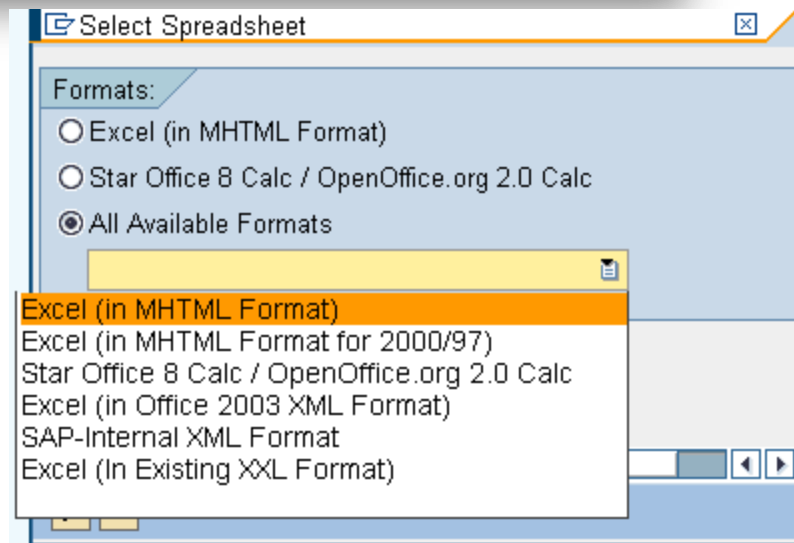 Select Spreadsheet
Formats:
Excel (in MHTML Format)
Star Office 8 Calc / OpenOffice.org 2.0 Calc
All Available Formats
Excel (in MHTML Format)
Excel (in MHTML Format for 2000/97)
Star Office 8 Calc / OpenOffice.org 2.0 Calc
Excel (in Office 2003 XML Format)
SAP-Internal XML Format
Excel (In Existing XXL Format)